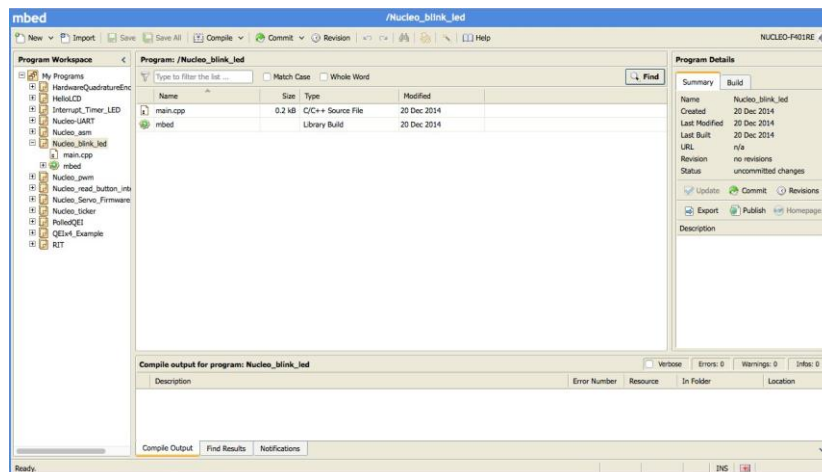 mbed /Nucleo_blink_led
New Import Save Save All Compile Commit Revision Help NUCLEO-F401RE
Program Workspace <
My Programs
HardwareQuadratureEnc
HelloLCD
Interrupt_Timer_LED
Nucleo-UART
Nucleo_asm
Nucleo_blink_led
main.cpp
mbed
Nucleo_pwm
Nucleo_read_button_inte
Nucleo_Servo_Firmware
Nucleo_ticker
PolledQEI
QEIx4_Example
RIT
Program: /Nucleo_blink_led
Type to filter the list ... Match Case Whole Word Find
Name Size Type Modified
main.cpp 0.2 kB C/C++ Source File 20 Dec 2014
mbed Library Build 20 Dec 2014
Program Details
Summary Build
Name Nucleo_blink_led
Created 20 Dec 2014
Last Modified 20 Dec 2014
Last Built 20 Dec 2014
URL n/a
Revision no revisions
Status uncommitted changes
Update Commit Revisions
Export Publish Homepage
Description
Compile output for program: Nucleo_blink_led Verbose Errors: 0 Warnings: 0 Infos: 0
Description Error Number Resource In Folder Location
Compile Output Find Results Notifications
Ready. INS